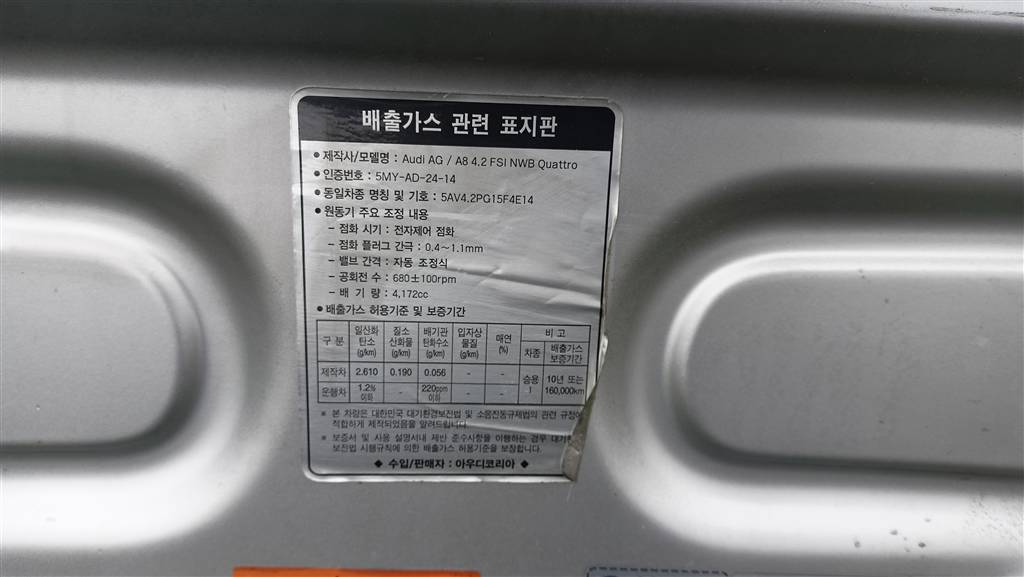 배출가스 관련 표지판
● 제작사/모델명 : Audi AG / A8 4.2 FSI NWB Quattro
● 인증번호 : 5MY-AD-24-14
● 동일차종 명칭 및 기호 : 5AV4.2PG15F4E14
● 원동기 주요 조정 내용
- 점화 시기 : 전자제어 점화
- 점화 플러그 간극 : 0.4~1.1mm
- 밸브 간격 : 자동 조정식
- 공회전 수 : 680±100rpm
- 배 기 량 : 4,172cc
● 배출가스 허용기준 및 보증기간
구 분 일산화탄소 (g/km) 질소산화물 (g/km) 배기관탄화수소 (g/km) 입자상물질 (g/km) 매연 (%) 비 고
차종 배출가스 보증기간
제작차 2.610 0.190 0.056 - - 승용 I 10년 또는 160,000km
운행차 1.2% 이하 - 220ppm 이하 - -
※ 본 차량은 대한민국 대기환경보전법 및 소음진동규제법의 관련 규정에
적합하게 제작되었음을 알려드립니다
※ 보증서 및 사용 설명서내 제반 준수사항을 이행하는 경우 대기
보전법 시행규칙에 의한 배출가스 허용기준을 보장합니다.
◆ 수입/판매자 : 아우디코리아 ◆